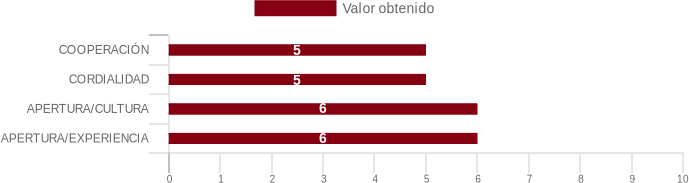 Valor obtenido
COOPERACIÓN 5
CORDIALIDAD 5
APERTURA/CULTURA 6
APERTURA/EXPERIENCIA 6
0 1 2 3 4 5 6 7 8 9 10